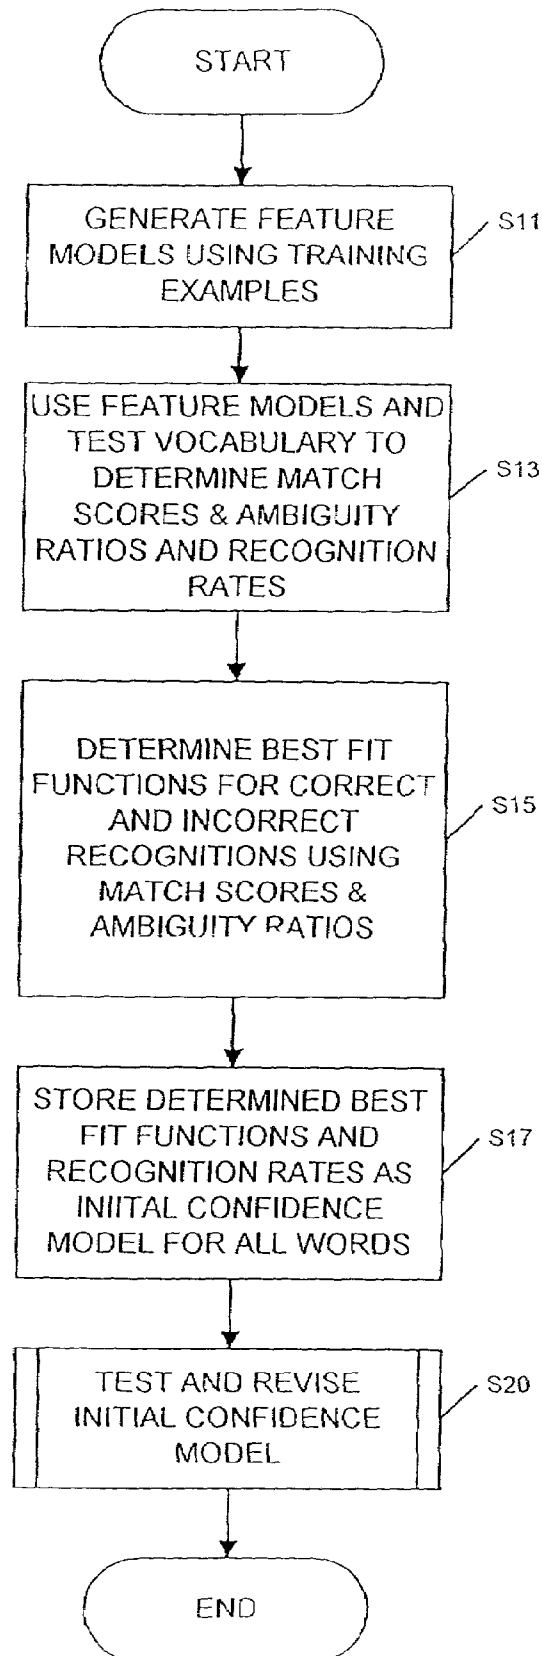 START
GENERATE FEATURE
MODELS USING TRAINING
EXAMPLES
S11
USE FEATURE MODELS AND
TEST VOCABULARY TO
DETERMINE MATCH
SCORES & AMBIGUITY
RATIOS AND RECOGNITION
RATES
S13
DETERMINE BEST FIT
FUNCTIONS FOR CORRECT
AND INCORRECT
RECOGNITIONS USING
MATCH SCORES &
AMBIGUITY RATIOS
S15
STORE DETERMINED BEST
FIT FUNCTIONS AND
RECOGNITION RATES AS
INIITAL CONFIDENCE
MODEL FOR ALL WORDS
S17
TEST AND REVISE
INITIAL CONFIDENCE
MODEL
S20
END